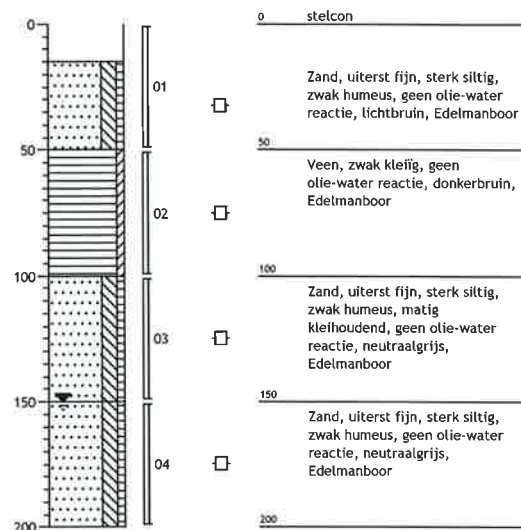 0
50
100
150
200
01
02
03
04
0 stelcon
Zand, uiterst fijn, sterk siltig,
zwak humeus, geen olie-water
reactie, lichtbruin, Edelmanboor
50
Veen, zwak kleiïg, geen
olie-water reactie, donkerbruin,
Edelmanboor
100
Zand, uiterst fijn, sterk siltig,
zwak humeus, matig
kleihoudend, geen olie-water
reactie, neutraalgrijs,
Edelmanboor
150
Zand, uiterst fijn, sterk siltig,
zwak humeus, geen olie-water
reactie, neutraalgrijs,
Edelmanboor
200